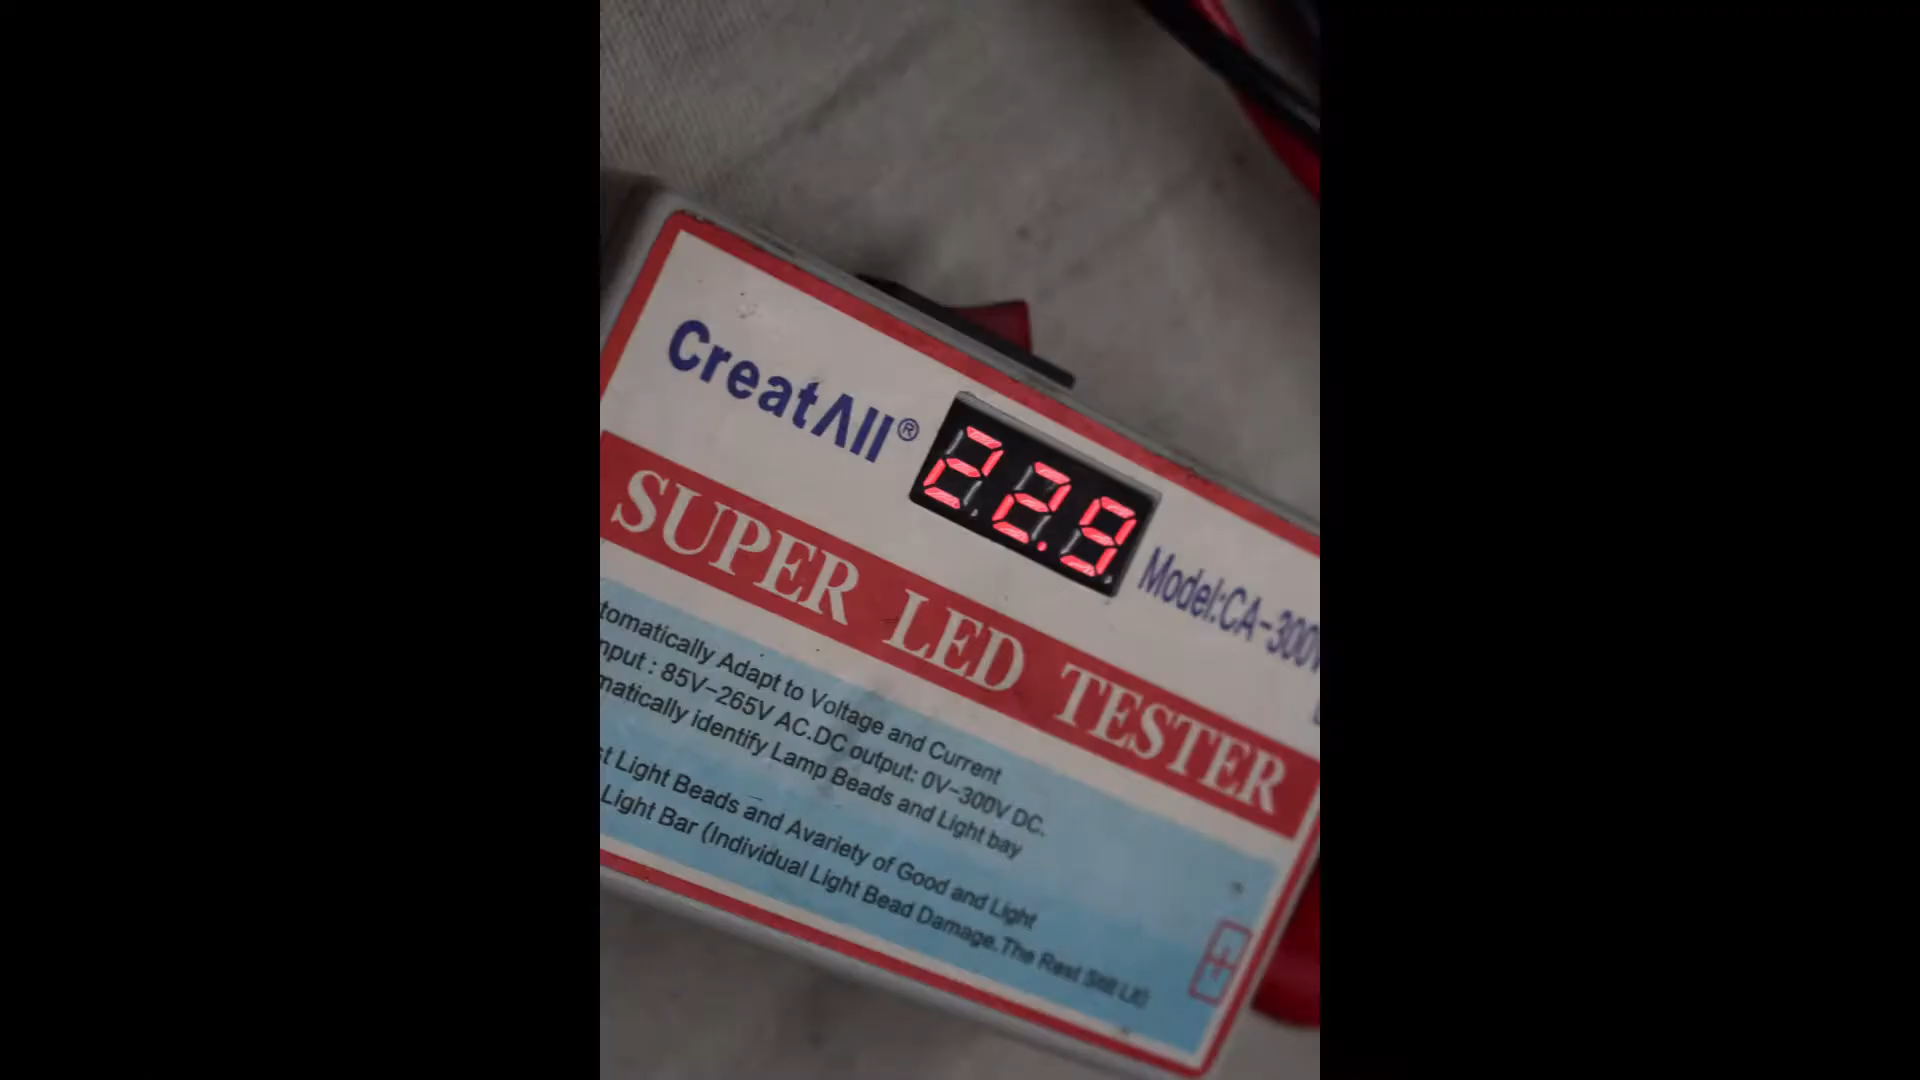 CreatAll®
22.9
Model:CA-300
SUPER LED TESTER
tomatically Adapt to Voltage and Current
nput : 85V-265V AC.DC output: 0V-300V DC.
matically identify Lamp Beads and Light bay
st Light Beads and Avariety of Good and Light
Light Bar (Individual Light Bead Damage.The Rest Still Lit)